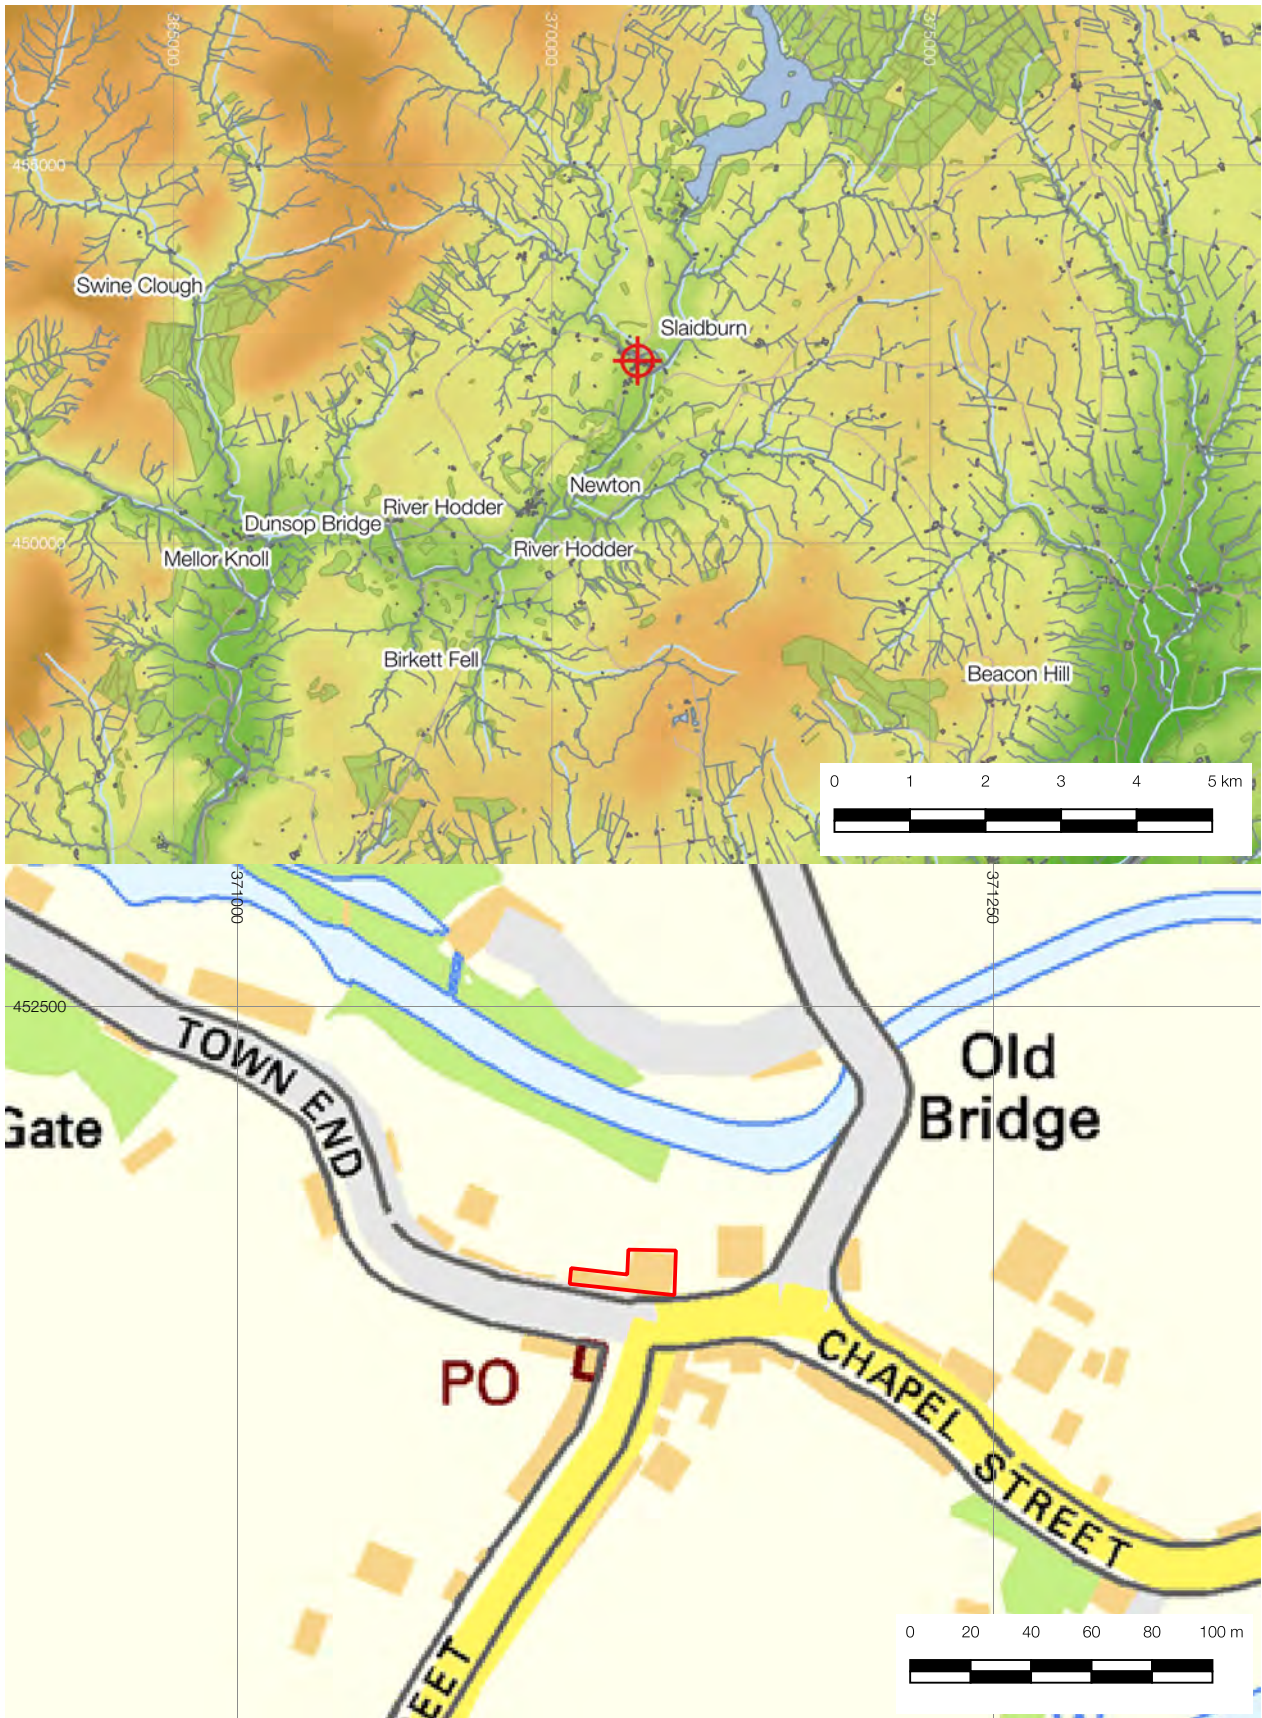 365000
370000
375000
455000
Swine Clough
Slaidburn
Newton
River Hodder
Dunsop Bridge
450000
River Hodder
Mellor Knoll
Birkett Fell
Beacon Hill
0 1 2 3 4 5 km
371000
371250
452500
TOWN END
Old
Bridge
Gate
PO
CHAPEL STREET
EET
0 20 40 60 80 100 m